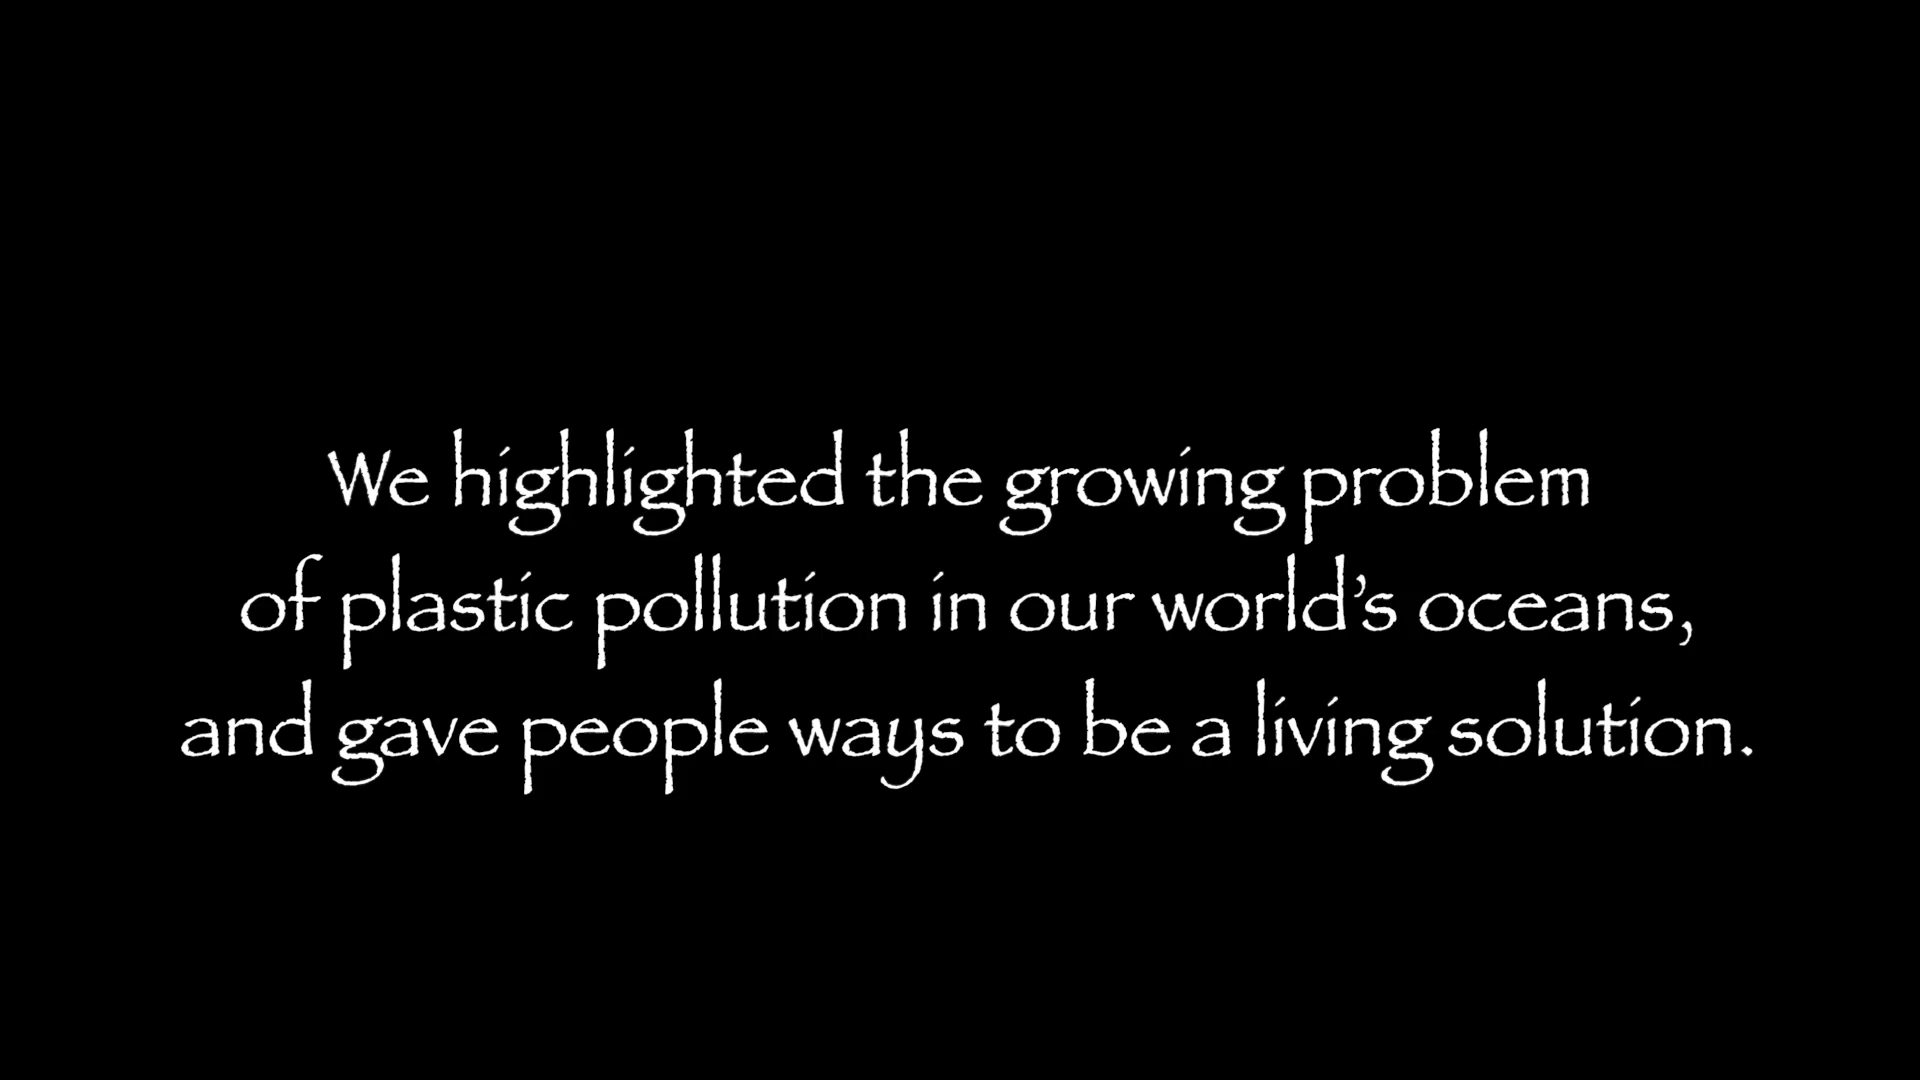 We highlighted the growing problem
of plastic pollution in our world’s oceans,
and gave people ways to be a living solution.